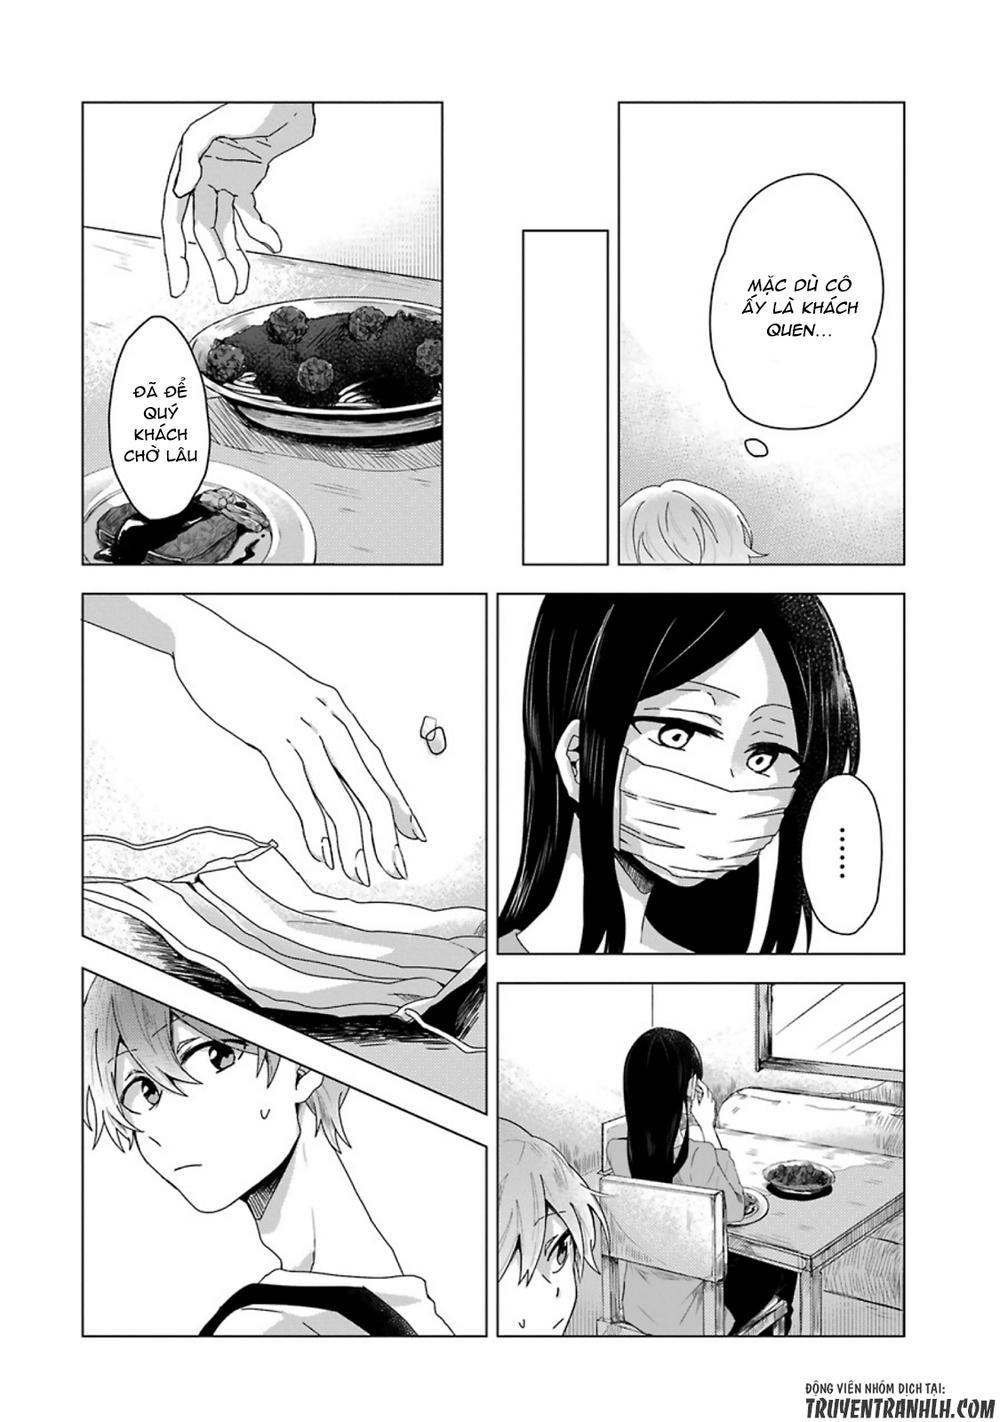 MẶC DÙ CÔ
ẤY LÀ KHÁCH
QUEN...
ĐÃ ĐỂ
QUÝ
KHÁCH
CHỜ LÂU
.......
ĐỘNG VIÊN NHÓM DỊCH TẠI:
TRUYENTRANHLH.COM